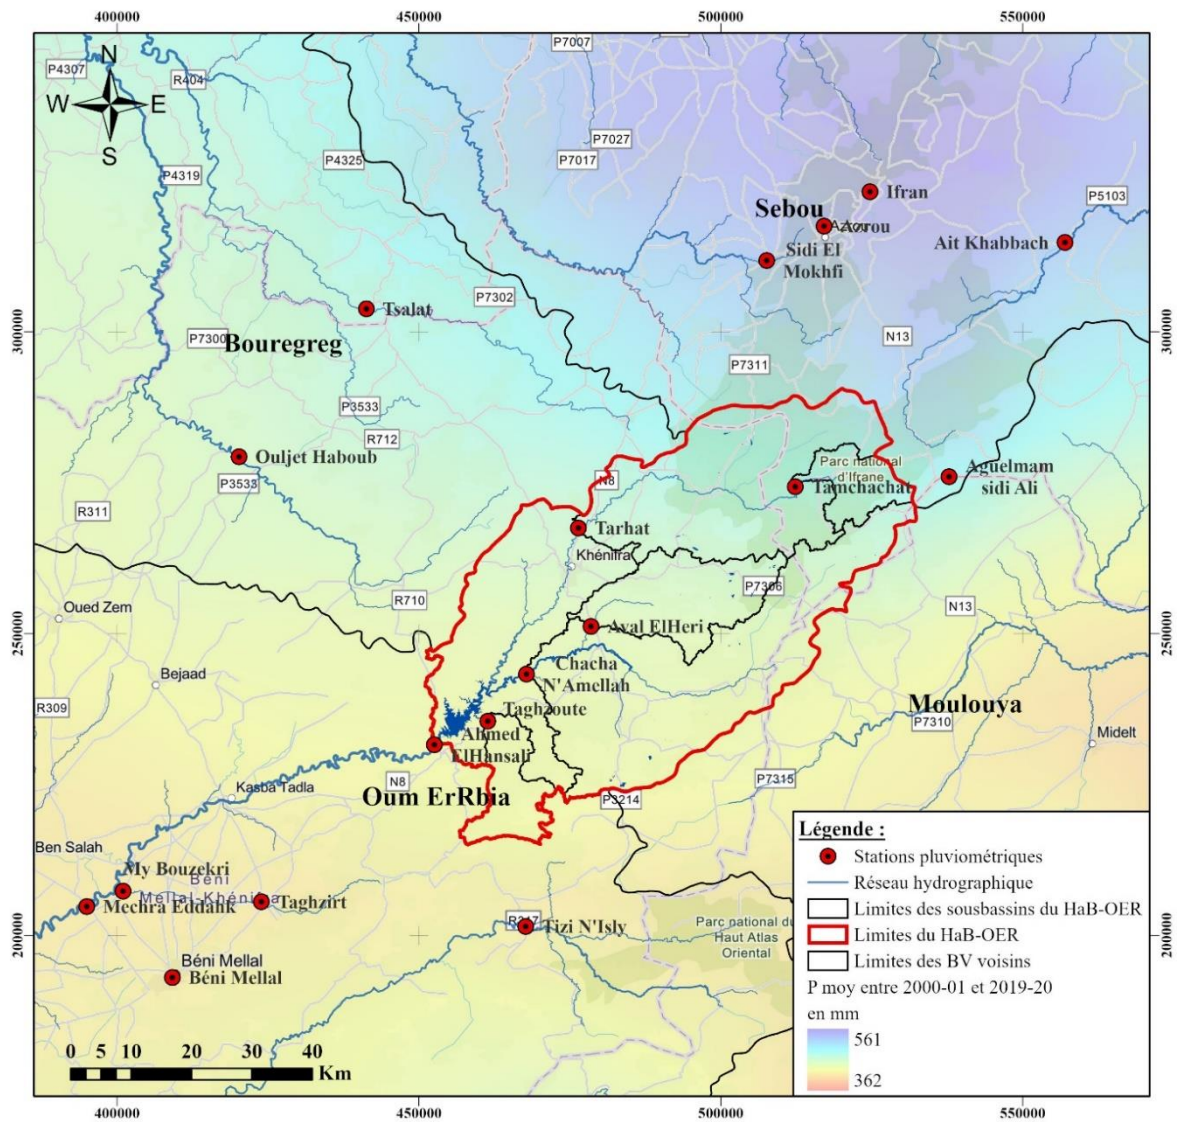 400000
450000
500000
550000
P7007
P4307
N
R404
W
E
S
P4325
P7027
P7017
P4319
Ifran
P5103
Sebou
Azrou
Ait Khabbach
Sidi El
Mokhfi
P7302
Tsalat
300000
300000
P7300
N13
Bouregreg
P7311
P3533
R712
Ouljet Haboub
Parc national
d'Ifrane
Aguelmam
sidi Ali
N8
P3533
Tamchachat
R311
Tarhat
Khénifra
P7306
R710
N13
Oued Zem
250000
250000
Aval ElHeri
Chacha
N'Amellah
Bejaad
Moulouya
R309
Taghzoute
P7310
Ahmed
ElHansali
Midelt
P7315
N8
Kasba Tadla
Oum ErRbia
P3214
Légende :
Ben Salah
Stations pluviométriques
My Bouzekri
Béni
Mellal-Khénifra
Réseau hydrographique
Mechra Eddahk
Taghzirt
Limites des sousbassins du HaB-OER
R317
Tizi N'Isly
Parc national du
Haut Atlas
Oriental
Limites du HaB-OER
200000
200000
Béni Mellal
Béni Mellal
Limites des BV voisins
P moy entre 2000-01 et 2019-20
en mm
561
362
0 5 10 20 30 40
Km
400000
450000
500000
550000